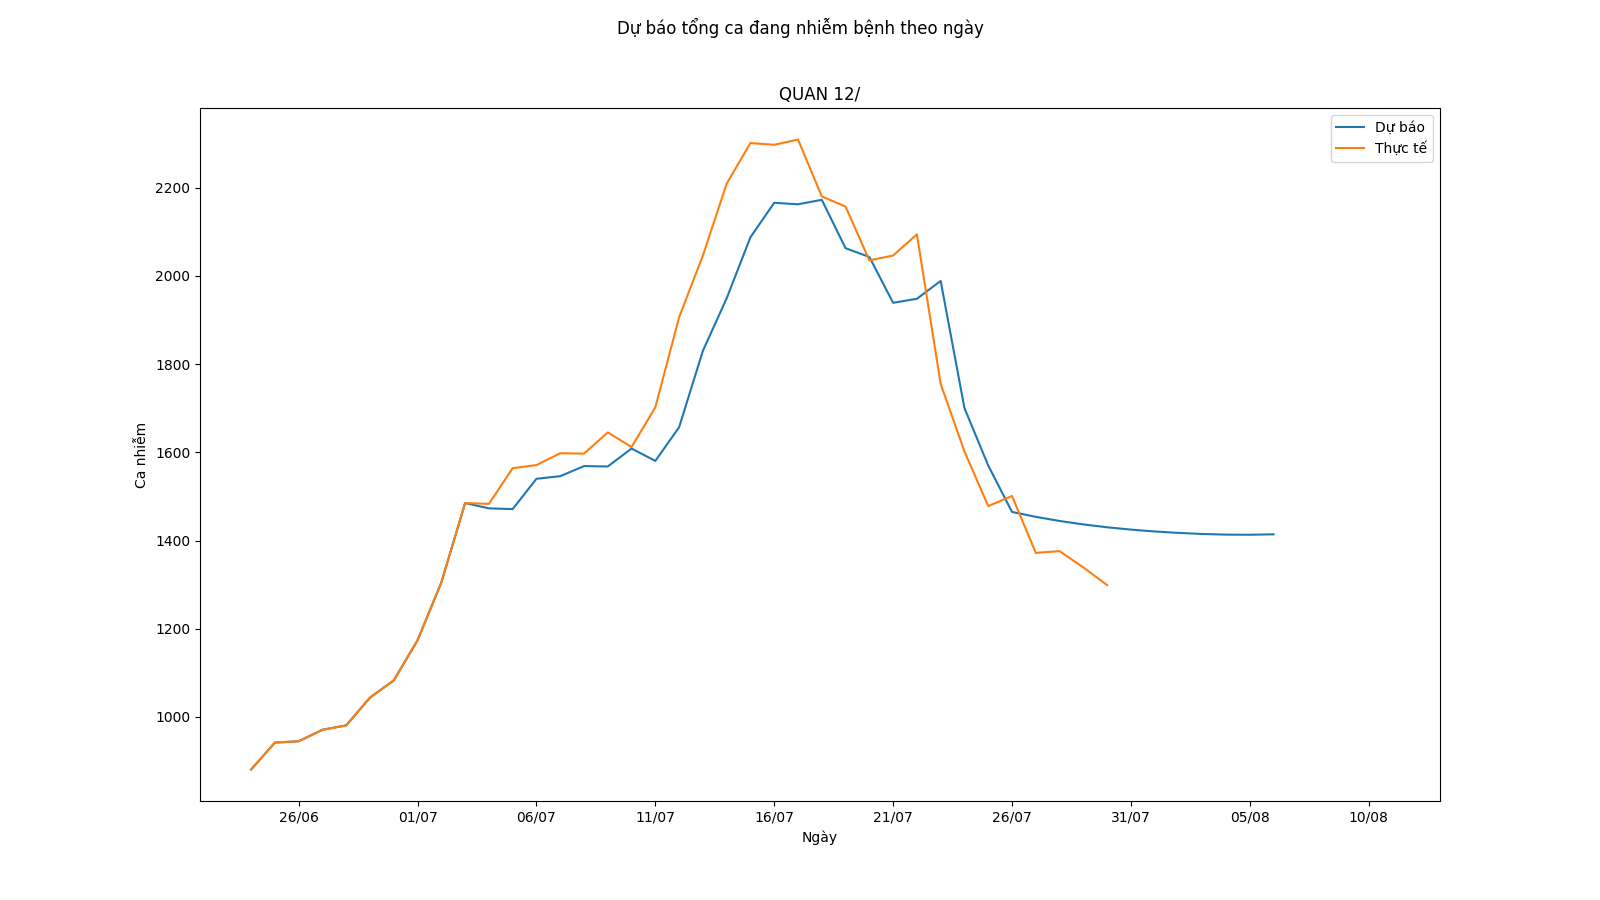 Dự báo tổng ca đang nhiễm bệnh theo ngày
QUAN 12/
Dự báo
Thực tế
2200
2000
1800
1600
1400
1200
1000
Ca nhiễm
26/06 01/07 06/07 11/07 16/07 21/07 26/07 31/07 05/08 10/08
Ngày